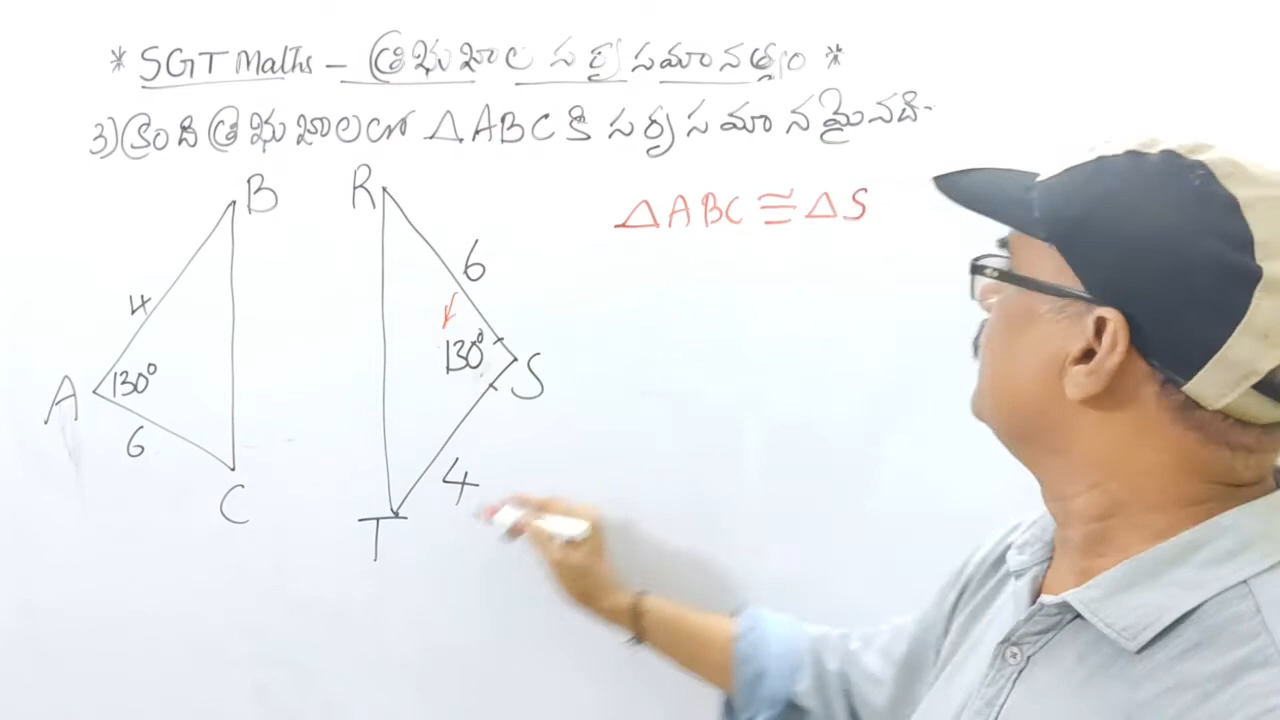 * SGT Maths - త్రిభుజాల సర్వసమానత్వం *
3) క్రింది త్రిభుజాలలో △ABC కి సర్వసమానమైనది.
△ABC ≅ △S
B
R
6
4
130°
130°
S
A
6
4
C
T